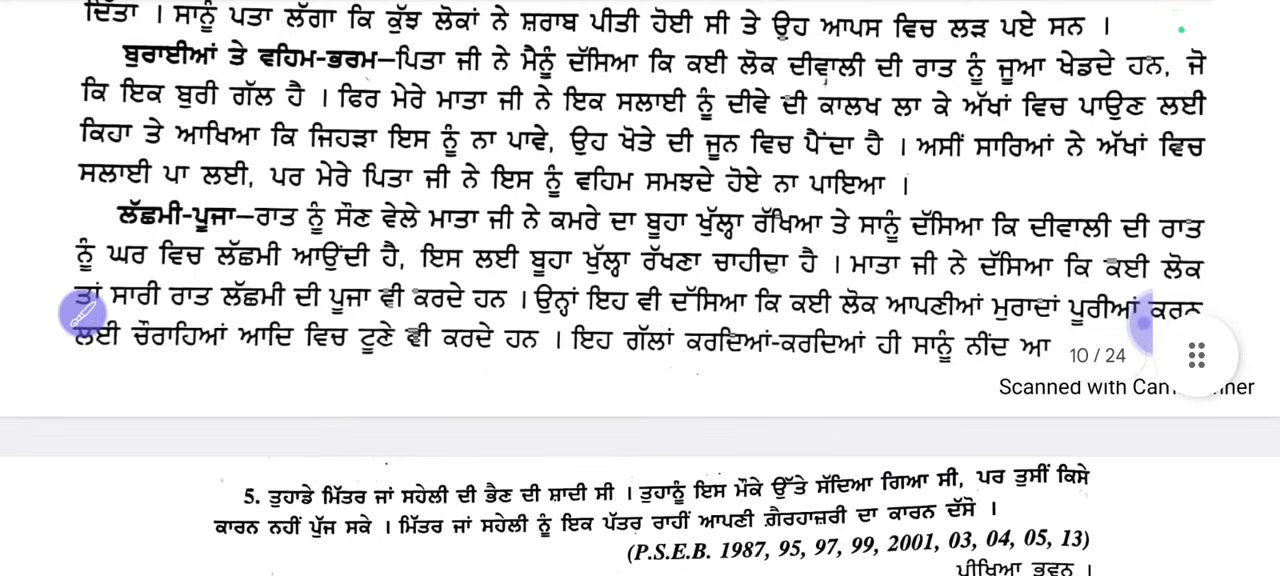 ਦਿੱਤਾ । ਸਾਨੂੰ ਪਤਾ ਲੱਗਾ ਕਿ ਕੁੱਝ ਲੋਕਾਂ ਨੇ ਸ਼ਰਾਬ ਪੀਤੀ ਹੋਈ ਸੀ ਤੇ ਉਹ ਆਪਸ ਵਿਚ ਲੜ ਪਏ ਸਨ ।
ਬੁਰਾਈਆਂ ਤੇ ਵਹਿਮ-ਭਰਮ—ਪਿਤਾ ਜੀ ਨੇ ਮੈਨੂੰ ਦੱਸਿਆ ਕਿ ਕਈ ਲੋਕ ਦੀਵਾਲੀ ਦੀ ਰਾਤ ਨੂੰ ਜੂਆ ਖੇਡਦੇ ਹਨ, ਜੋ
ਕਿ ਇਕ ਬੁਰੀ ਗੱਲ ਹੈ । ਫਿਰ ਮੇਰੇ ਮਾਤਾ ਜੀ ਨੇ ਇਕ ਸਲਾਈ ਨੂੰ ਦੀਵੇ ਦੀ ਕਾਲਖ ਲਾ ਕੇ ਅੱਖਾਂ ਵਿਚ ਪਾਉਣ ਲਈ
ਕਿਹਾ ਤੇ ਆਖਿਆ ਕਿ ਜਿਹੜਾ ਇਸ ਨੂੰ ਨਾ ਪਾਵੇ, ਉਹ ਖੋਤੇ ਦੀ ਜੂਨ ਵਿਚ ਪੈਂਦਾ ਹੈ । ਅਸੀਂ ਸਾਰਿਆਂ ਨੇ ਅੱਖਾਂ ਵਿਚ
ਸਲਾਈ ਪਾ ਲਈ, ਪਰ ਮੇਰੇ ਪਿਤਾ ਜੀ ਨੇ ਇਸ ਨੂੰ ਵਹਿਮ ਸਮਝਦੇ ਹੋਏ ਨਾ ਪਾਇਆ ।
ਲੱਛਮੀ-ਪੂਜਾ—ਰਾਤ ਨੂੰ ਸੌਣ ਵੇਲੇ ਮਾਤਾ ਜੀ ਨੇ ਕਮਰੇ ਦਾ ਬੂਹਾ ਖੁੱਲ੍ਹਾ ਰੱਖਿਆ ਤੇ ਸਾਨੂੰ ਦੱਸਿਆ ਕਿ ਦੀਵਾਲੀ ਦੀ ਰਾਤ
ਨੂੰ ਘਰ ਵਿਚ ਲੱਛਮੀ ਆਉਂਦੀ ਹੈ, ਇਸ ਲਈ ਬੂਹਾ ਖੁੱਲ੍ਹਾ ਰੱਖਣਾ ਚਾਹੀਦਾ ਹੈ । ਮਾਤਾ ਜੀ ਨੇ ਦੱਸਿਆ ਕਿ ਕਈ ਲੋਕ
ਤਾਂ ਸਾਰੀ ਰਾਤ ਲੱਛਮੀ ਦੀ ਪੂਜਾ ਵੀ ਕਰਦੇ ਹਨ । ਉਨ੍ਹਾਂ ਇਹ ਵੀ ਦੱਸਿਆ ਕਿ ਕਈ ਲੋਕ ਆਪਣੀਆਂ ਮੁਰਾਦਾਂ ਪੂਰੀਆਂ ਕਰਨ
ਲਈ ਚੌਰਾਹਿਆਂ ਆਦਿ ਵਿਚ ਟੂਣੇ ਵੀ ਕਰਦੇ ਹਨ । ਇਹ ਗੱਲਾਂ ਕਰਦਿਆਂ-ਕਰਦਿਆਂ ਹੀ ਸਾਨੂੰ ਨੀਂਦ ਆ
10 / 24
Scanned with
5. ਤੁਹਾਡੇ ਮਿੱਤਰ ਜਾਂ ਸਹੇਲੀ ਦੀ ਭੈਣ ਦੀ ਸ਼ਾਦੀ ਸੀ । ਤੁਹਾਨੂੰ ਇਸ ਮੌਕੇ ਉੱਤੇ ਸੱਦਿਆ ਗਿਆ ਸੀ, ਪਰ ਤੁਸੀਂ ਕਿਸੇ
ਕਾਰਨ ਨਹੀਂ ਪੁੱਜ ਸਕੇ । ਮਿੱਤਰ ਜਾਂ ਸਹੇਲੀ ਨੂੰ ਇਕ ਪੱਤਰ ਰਾਹੀਂ ਆਪਣੀ ਗ਼ੈਰਹਾਜ਼ਰੀ ਦਾ ਕਾਰਨ ਦੱਸੋ ।
(P.S.E.B. 1987, 95, 97, 99, 2001, 03, 04, 05, 13)
ਪੀਖਿਆ ਭਵਨ ।